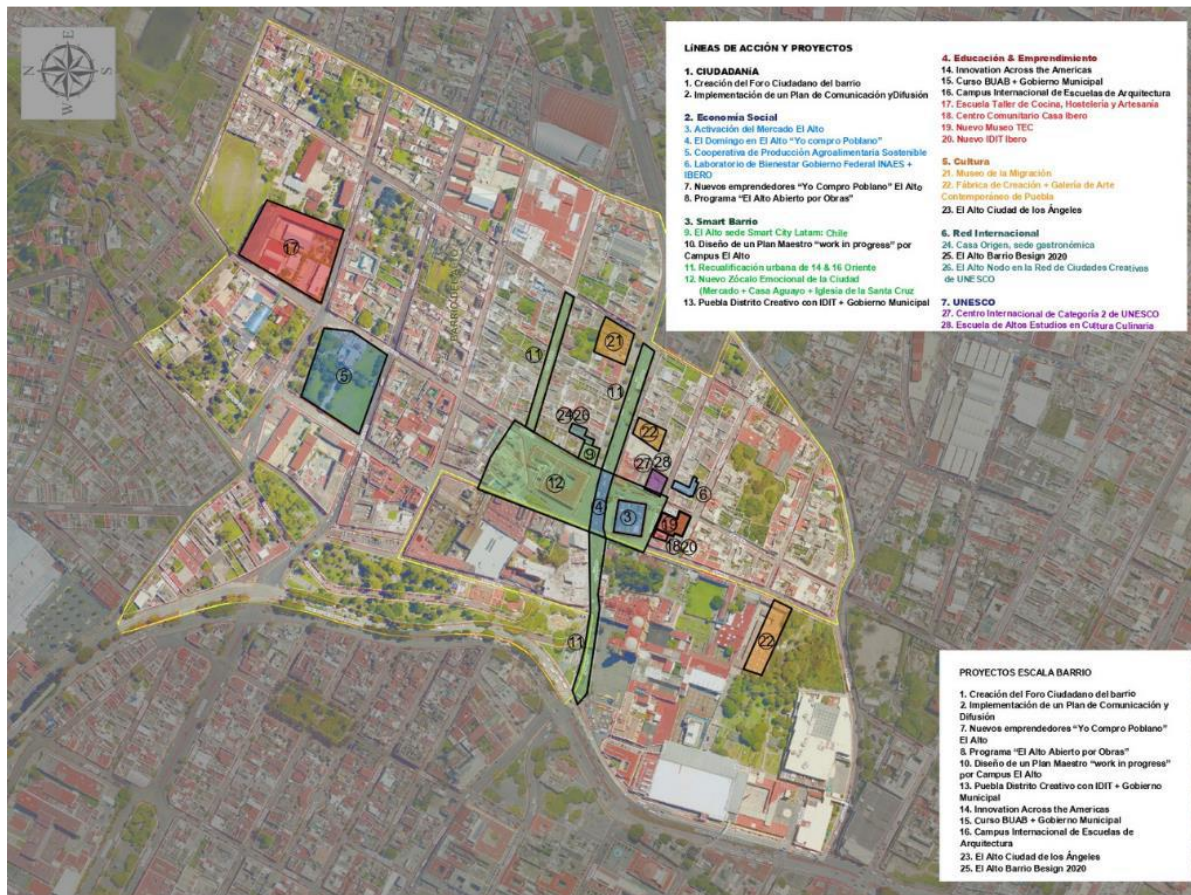 E
N
S
W
LÍNEAS DE ACCIÓN Y PROYECTOS
1. CIUDADANíA
1. Creación del Foro Ciudadano del barrio
2. Implementación de un Plan de Comunicación yDifusión
2. Economía Social
3. Activación del Mercado El Alto
4. El Domingo en El Alto “Yo compro Poblano”
5. Cooperativa de Producción Agroalimentaria Sostenible
6. Laboratorio de Bienestar Gobierno Federal INAES +
IBERO
7. Nuevos emprendedores “Yo Compro Poblano” El Alto
8. Programa “El Alto Abierto por Obras”
3. Smart Barrio
9. El Alto sede Smart City Latam: Chile
10. Diseño de un Plan Maestro “work in progress” por
Campus El Alto
11. Recualificación urbana de 14 & 16 Oriente
12. Nuevo Zócalo Emocional de la Ciudad
(Mercado + Casa Aguayo + Iglesia de la Santa Cruz
13. Puebla Distrito Creativo con IDIT + Gobierno Municipal
4. Educación & Emprendimiento
14. Innovation Across the Americas
15. Curso BUAB + Gobierno Municipal
16. Campus Internacional de Escuelas de Arquitectura
17. Escuela Taller de Cocina, Hostelería y Artesanía
18. Centro Comunitario Casa Ibero
19. Nuevo Museo TEC
20. Nuevo IDIT Ibero
5. Cultura
21. Museo de la Migración
22. Fábrica de Creación + Galería de Arte
Contemporáneo de Puebla
23. El Alto Ciudad de los Ángeles
6. Red Internacional
24. Casa Origen, sede gastronómica
25. El Alto Barrio Besign 2020
26. El Alto Nodo en la Red de Ciudades Creativas
de UNESCO
7. UNESCO
27. Centro Internacional de Categoría 2 de UNESCO
28. Escuela de Altos Estudios en Cultura Culinaria
17
5
11
21
11
24 26
9
22
27 28
6
12
4
3
19
18 20
11
22
PROYECTOS ESCALA BARRIO
1. Creación del Foro Ciudadano del barrio
2. Implementación de un Plan de Comunicación y
Difusión
7. Nuevos emprendedores “Yo Compro Poblano”
El Alto
8. Programa “El Alto Abierto por Obras”
10. Diseño de un Plan Maestro “work in progress”
por Campus El Alto
13. Puebla Distrito Creativo con IDIT + Gobierno
Municipal
14. Innovation Across the Americas
15. Curso BUAB + Gobierno Municipal
16. Campus Internacional de Escuelas de
Arquitectura
23. El Alto Ciudad de los Ángeles
25. El Alto Barrio Besign 2020